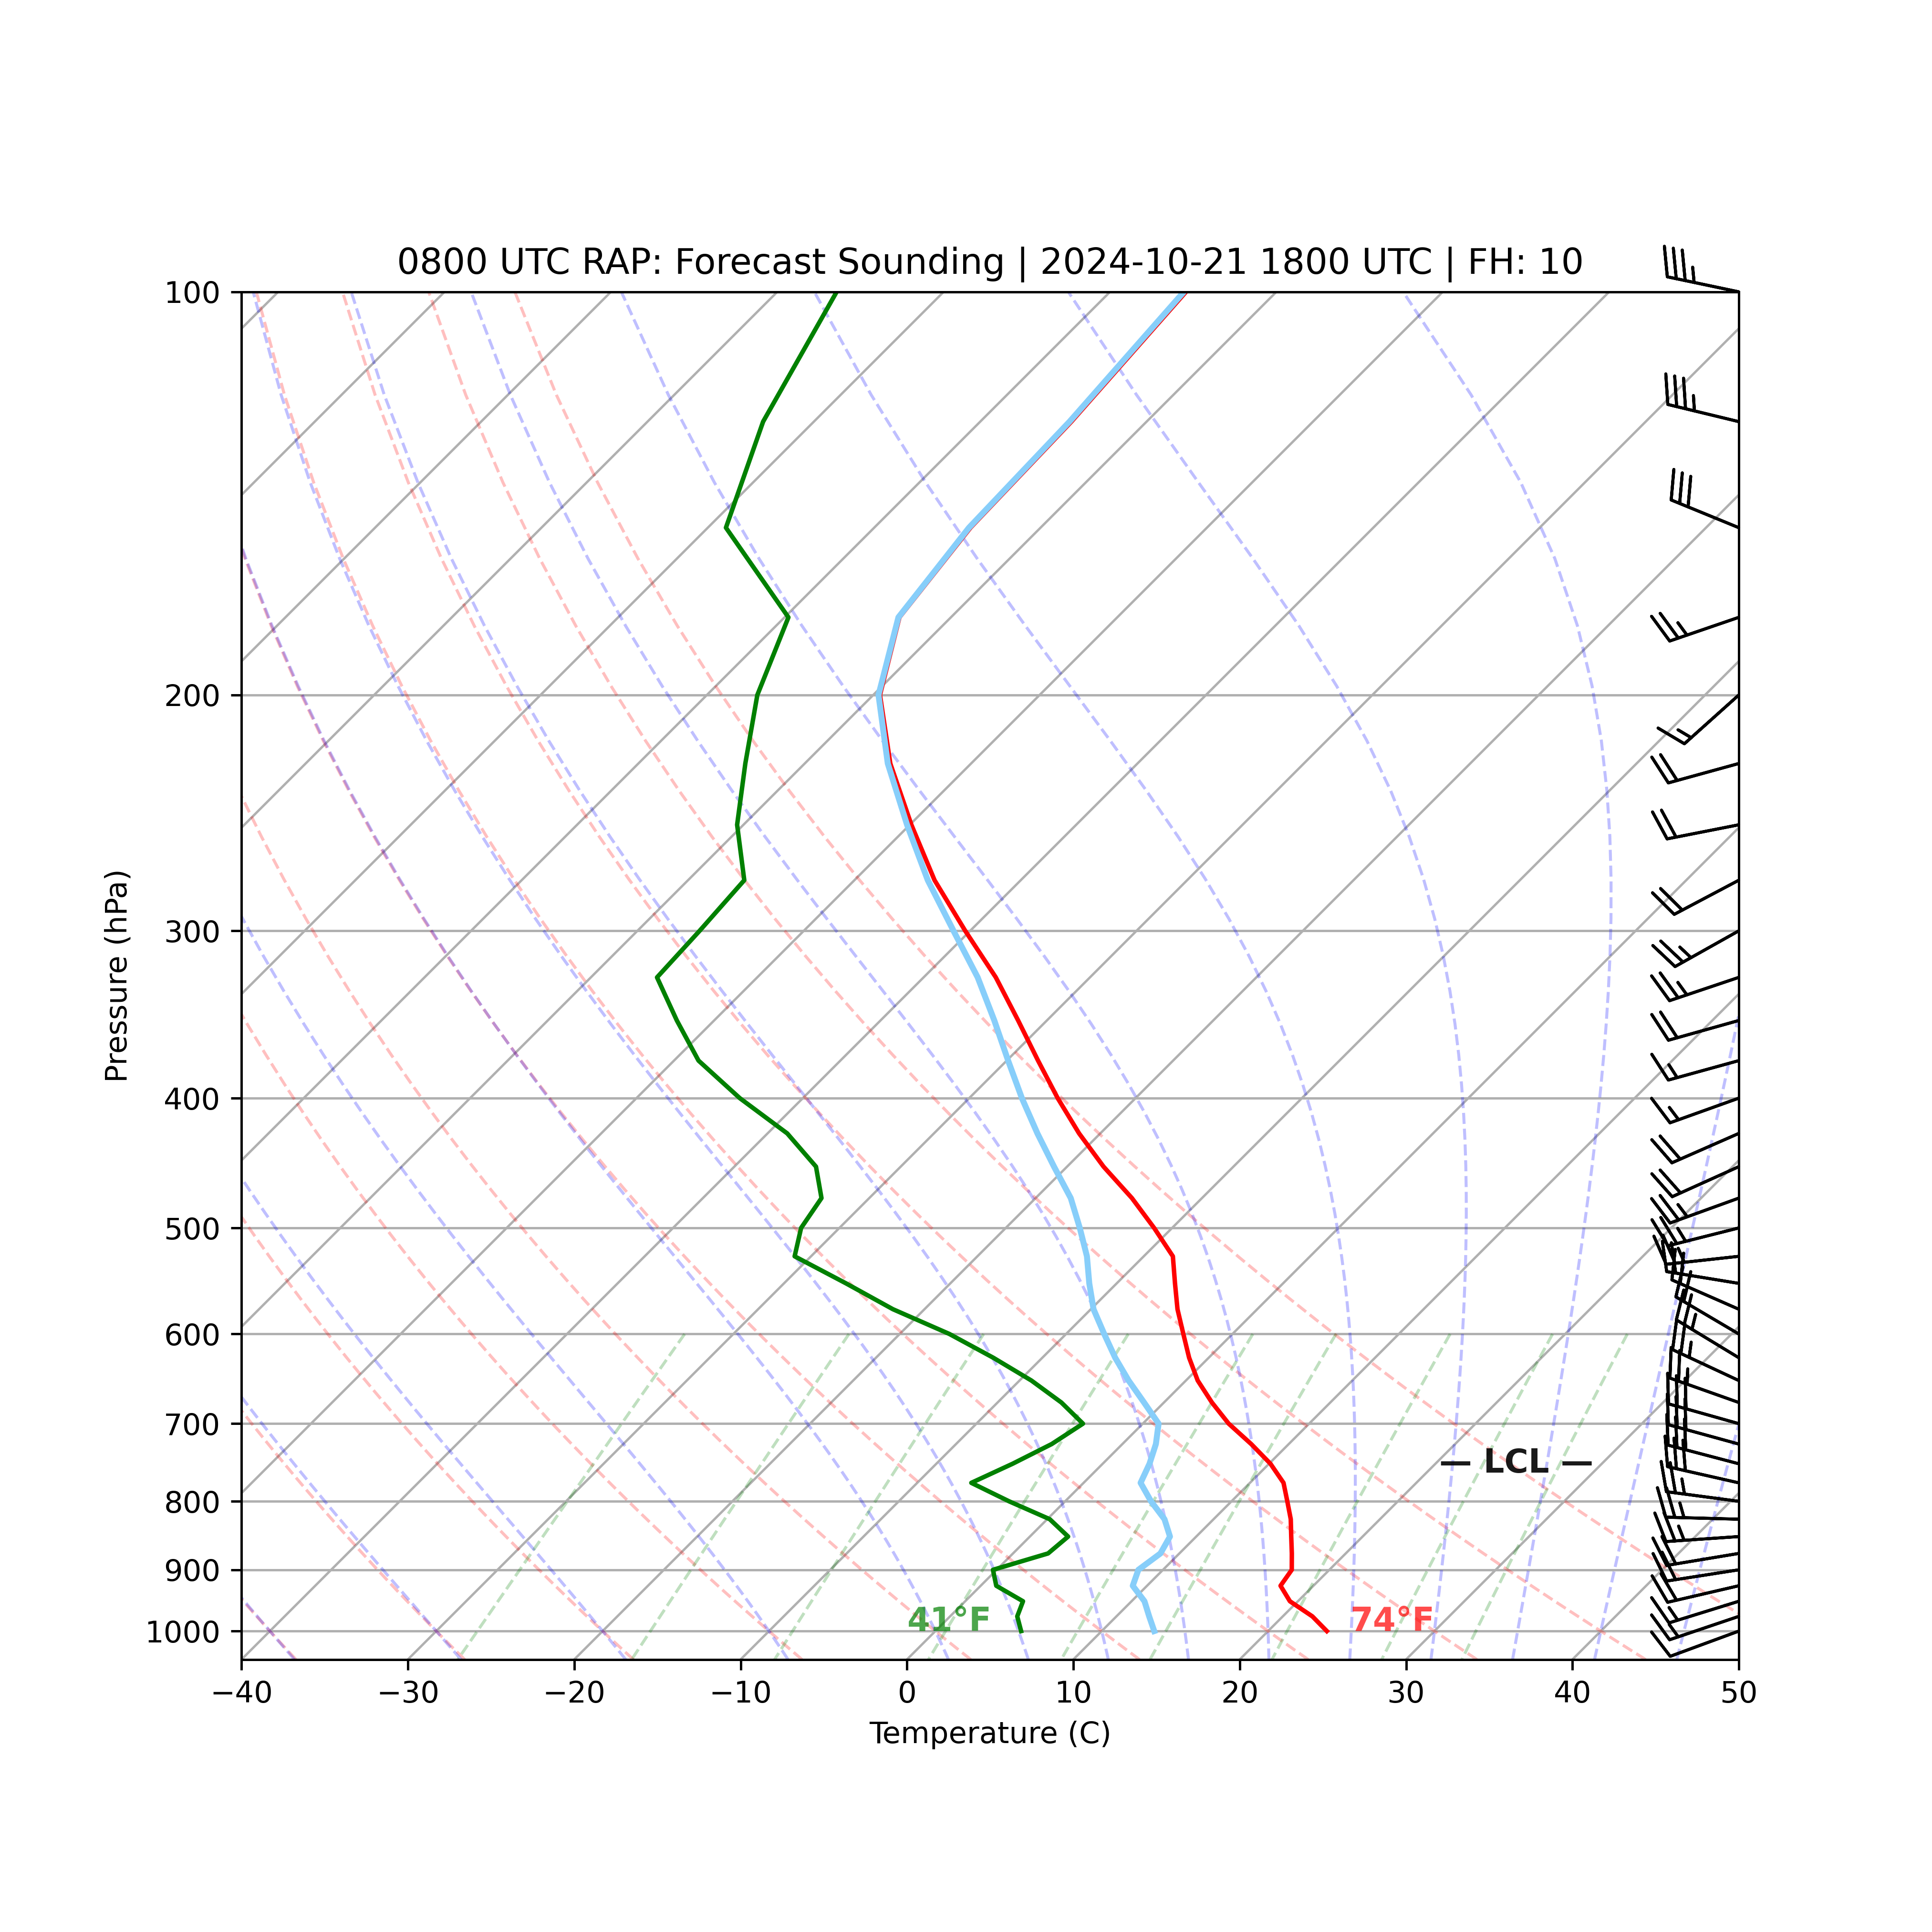 0800 UTC RAP: Forecast Sounding | 2024-10-21 1800 UTC | FH: 10
100
200
300
400
500
600
700
800
900
1000
Pressure (hPa)
— LCL —
41°F
74°F
−40 −30 −20 −10 0 10 20 30 40 50
Temperature (C)